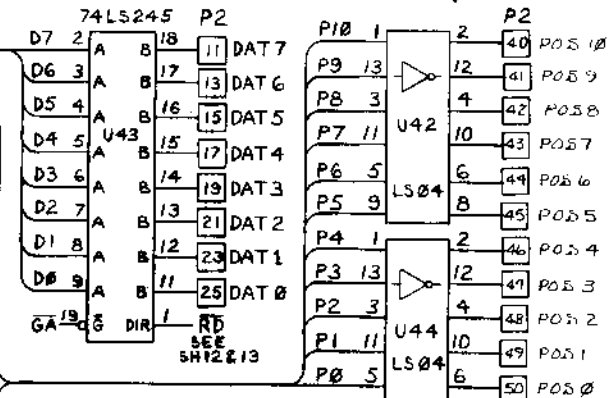 74LS245 P2
D7 2 A B 18 11 DAT 7
D6 3 A B 17 13 DAT 6
D5 4 A B 16 15 DAT 5
U43
D4 5 A B 15 17 DAT 4
D3 6 A B 14 19 DAT 3
D2 7 A B 13 21 DAT 2
D1 8 A B 12 23 DAT 1
DØ 9 A B 11 25 DAT Ø
GA 19 G DIR 1 RD
SEE
SH12&13
P2
P1Ø 1 2 40 POS 1Ø
P9 13 12 41 POS 9
P8 3 4 42 POS 8
U42
P7 11 10 43 POS 7
P6 5 6 44 POS 6
LS04
P5 9 8 45 POS 5
P4 1 2 46 POS 4
P3 13 12 47 POS 3
P2 3 4 48 POS 2
U44
P1 11 10 49 POS 1
LS04
PØ 5 6 50 POS Ø